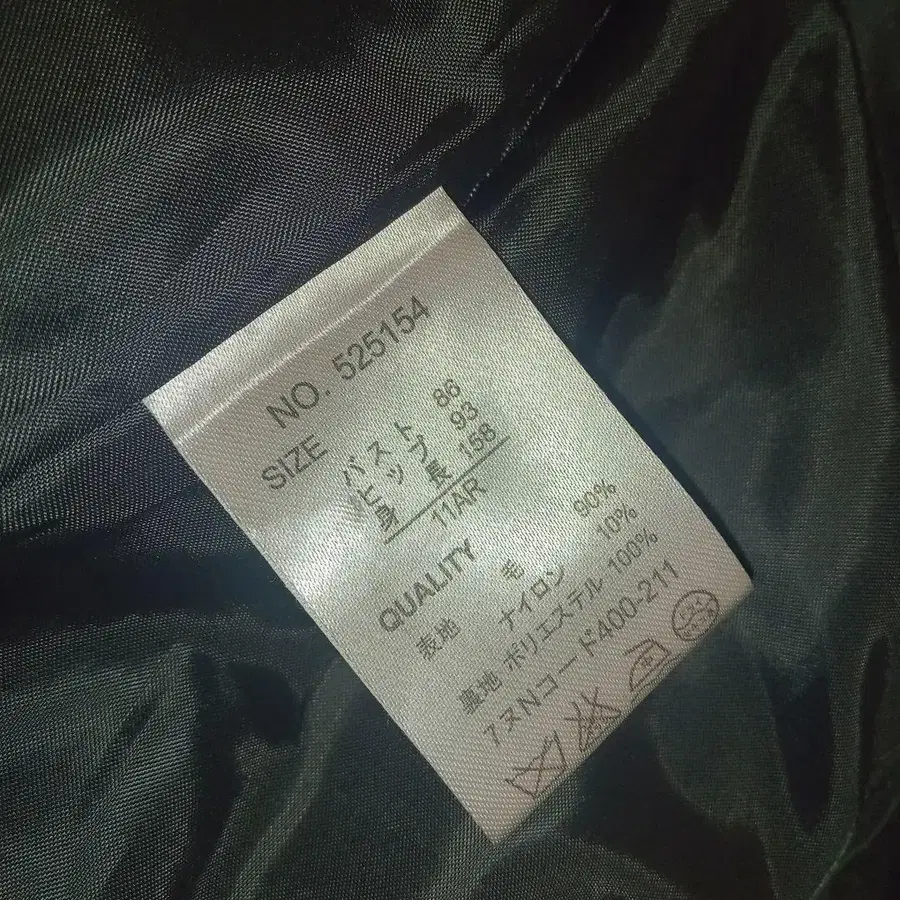 NO. 525154
SIZE バスト 86
ヒップ 93
身長 158
11AR
QUALITY
表地 毛 90%
ナイロン 10%
裏地 ポリエステル 100%
7ヌNコード400-211